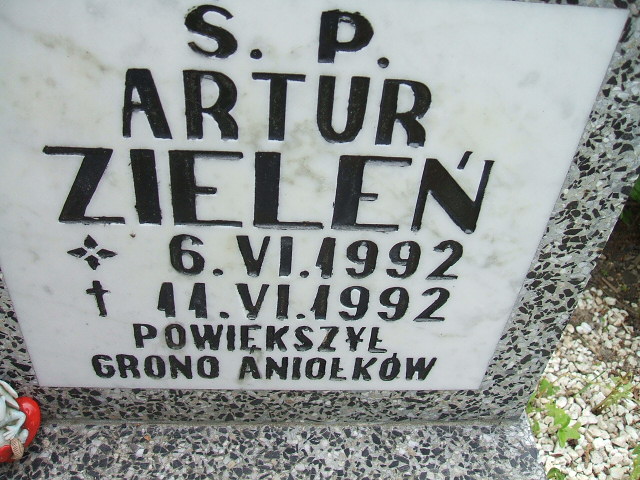 S. P.
ARTUR
ZIELEŃ
6.VI.1992
11.VI.1992
POWIĘKSZYŁ
GRONO ANIOŁKÓW